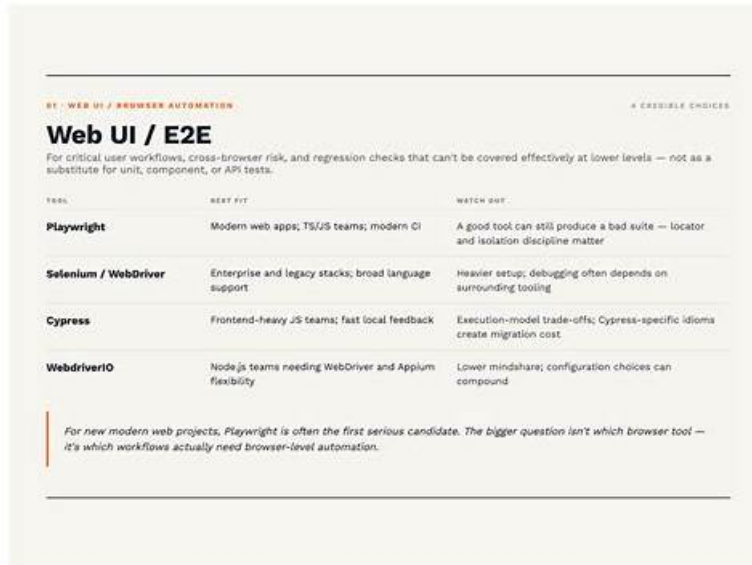 01 · WEB UI / BROWSER AUTOMATION
4 CREDIBLE CHOICES
Web UI / E2E
For critical user workflows, cross-browser risk, and regression checks that can't be covered effectively at lower levels — not as a
substitute for unit, component, or API tests.
TOOL BEST FIT WATCH OUT
Playwright
Modern web apps; TS/JS teams; modern CI
A good tool can still produce a bad suite — locator
and isolation discipline matter
Selenium / WebDriver
Enterprise and legacy stacks; broad language
support
Heavier setup; debugging often depends on
surrounding tooling
Cypress
Frontend-heavy JS teams; fast local feedback
Execution-model trade-offs; Cypress-specific idioms
create migration cost
WebdriverIO
Node.js teams needing WebDriver and Appium
flexibility
Lower mindshare; configuration choices can
compound
For new modern web projects, Playwright is often the first serious candidate. The bigger question isn't which browser tool —
it's which workflows actually need browser-level automation.